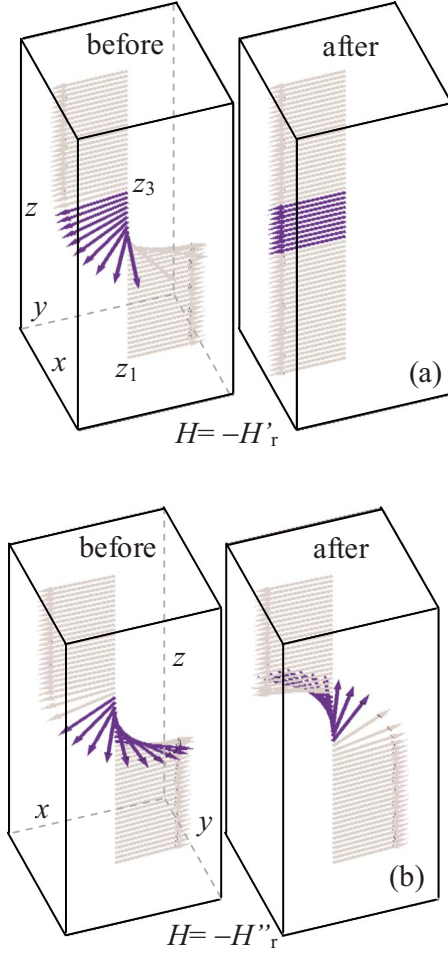 before after
z₃
z
y
x
z₁
(a)
H= –H’ᵣ
before after
z
x
y
(b)
H= –H’’ᵣ